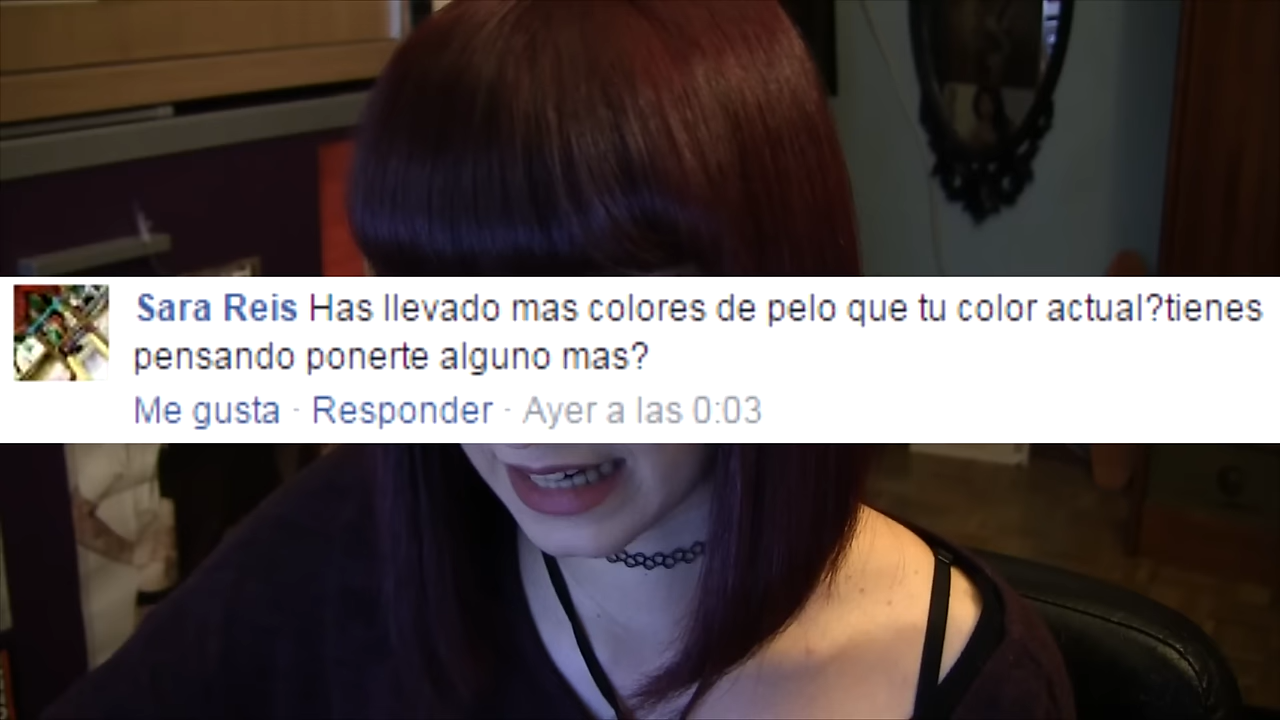 Sara Reis Has llevado mas colores de pelo que tu color actual?tienes
pensando ponerte alguno mas?
Me gusta · Responder · Ayer a las 0:03